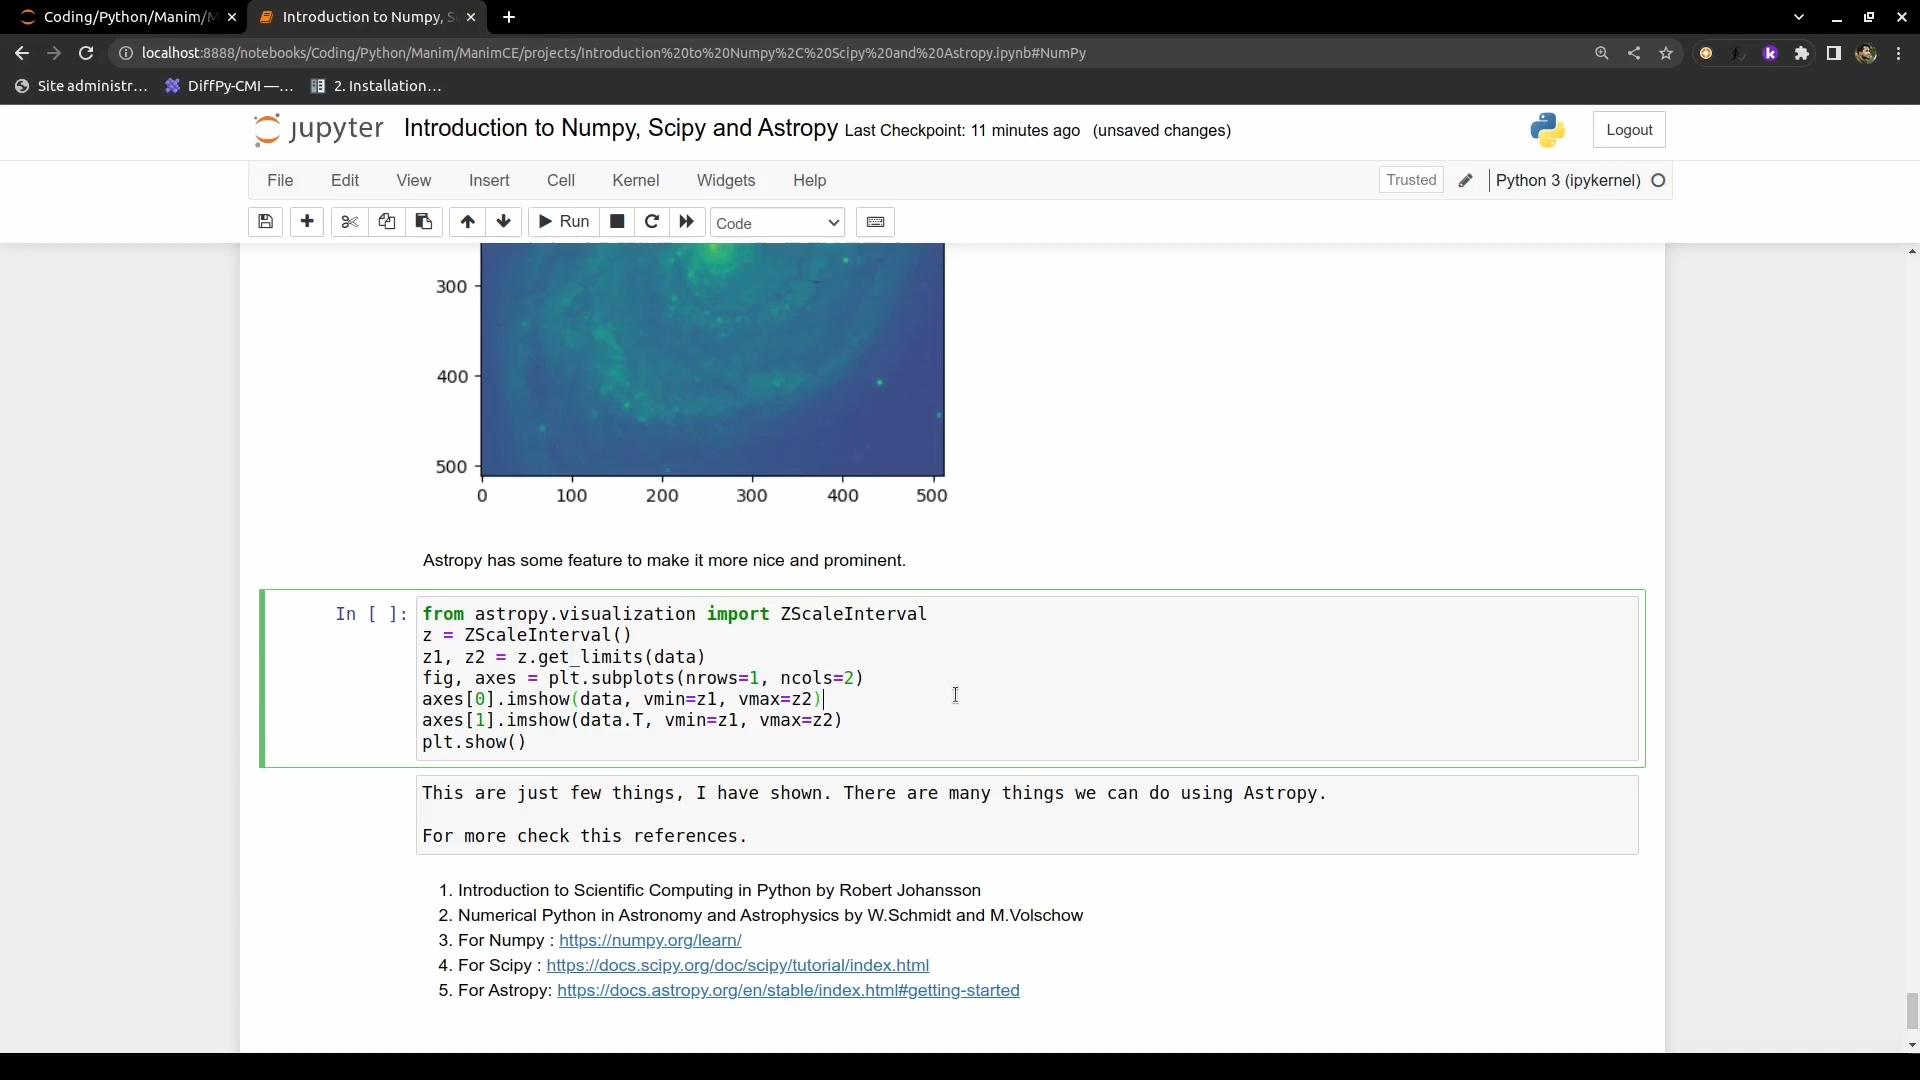 Coding/Python/Manim/M
Introduction to Numpy, S
localhost:8888/notebooks/Coding/Python/Manim/ManimCE/projects/Introduction%20to%20Numpy%2C%20Scipy%20and%20Astropy.ipynb#NumPy
Site administr...
DiffPy-CMI —...
2. Installation...
jupyter
Introduction to Numpy, Scipy and Astropy Last Checkpoint: 11 minutes ago (unsaved changes)
Logout
File Edit View Insert Cell Kernel Widgets Help
Trusted
Python 3 (ipykernel)
Run
Code
300
400
500
0 100 200 300 400 500
Astropy has some feature to make it more nice and prominent.
In [ ]:
from astropy.visualization import ZScaleInterval
z = ZScaleInterval()
z1, z2 = z.get_limits(data)
fig, axes = plt.subplots(nrows=1, ncols=2)
axes[0].imshow(data, vmin=z1, vmax=z2)
axes[1].imshow(data.T, vmin=z1, vmax=z2)
plt.show()
This are just few things, I have shown. There are many things we can do using Astropy.
For more check this references.
1. Introduction to Scientific Computing in Python by Robert Johansson
2. Numerical Python in Astronomy and Astrophysics by W.Schmidt and M.Volschow
3. For Numpy : https://numpy.org/learn/
4. For Scipy : https://docs.scipy.org/doc/scipy/tutorial/index.html
5. For Astropy: https://docs.astropy.org/en/stable/index.html#getting-started